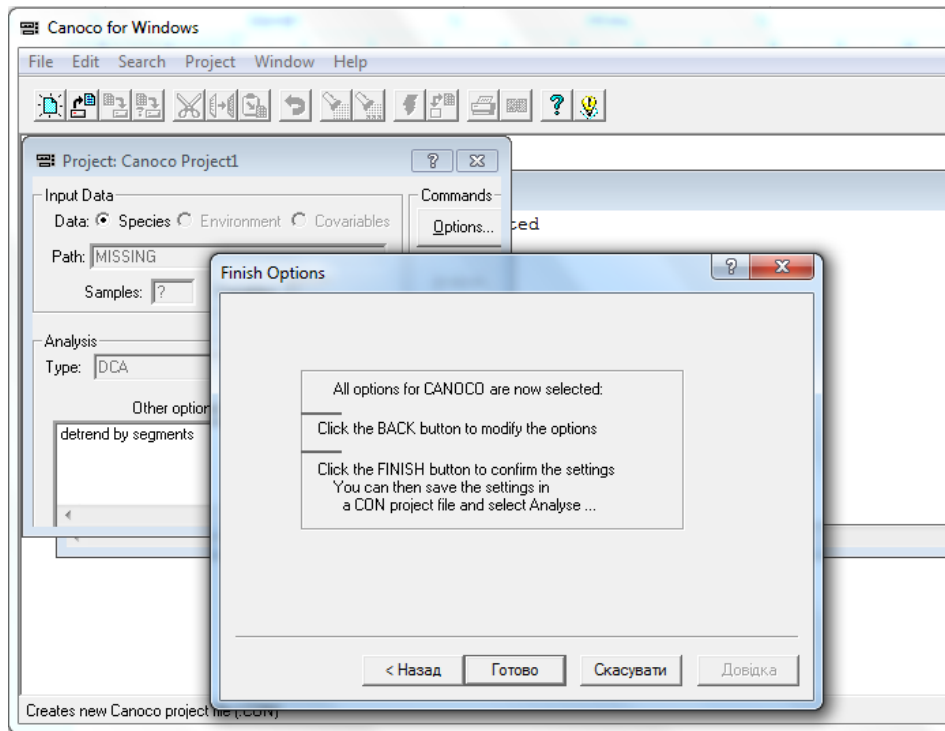 Canoco for Windows
File Edit Search Project Window Help
Project: Canoco Project1
Input Data
Data: Species Environment Covariables
Path: MISSING
Samples: ?
Commands
Options...
Analysis
Type: DCA
Other option
detrend by segments
Finish Options
All options for CANOCO are now selected:
Click the BACK button to modify the options
Click the FINISH button to confirm the settings
You can then save the settings in
a CON project file and select Analyse ...
< Назад Готово Скасувати Довідка
Creates new Canoco project file (.CON)